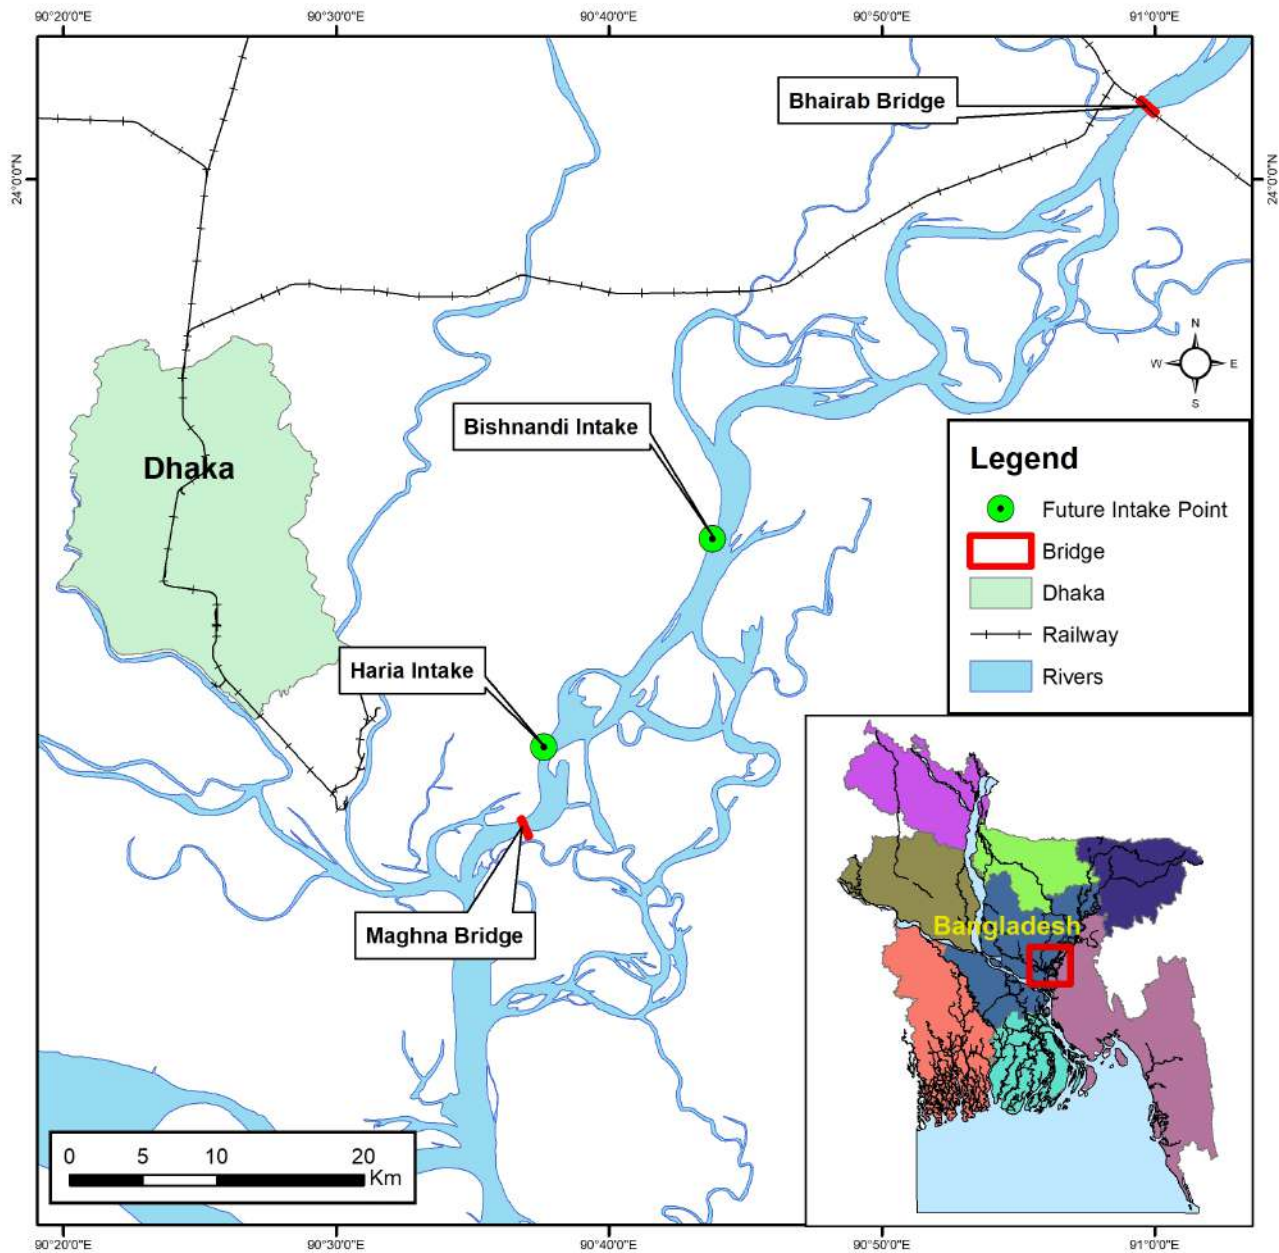 90°20'0"E
90°30'0"E
90°40'0"E
90°50'0"E
91°0'0"E
Bhairab Bridge
24°0'0"N
24°0'0"N
N
W
E
S
Bishnandi Intake
Dhaka
Legend
Future Intake Point
Bridge
Dhaka
Railway
Rivers
Haria Intake
Maghna Bridge
Bangladesh
0 5 10 20
Km
90°20'0"E
90°30'0"E
90°40'0"E
90°50'0"E
91°0'0"E